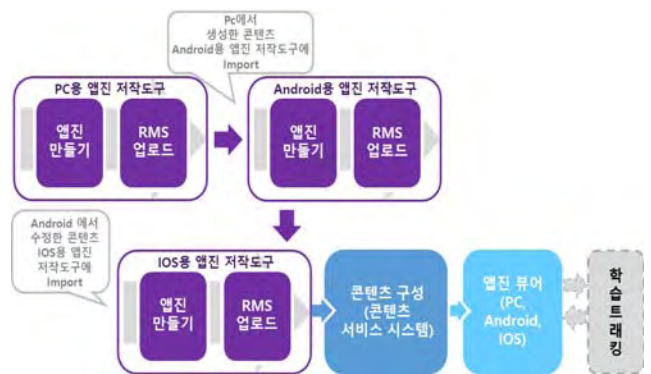 Pc에서
생성한 콘텐츠
Android용 앱진 저작도구에
Import
PC용 앱진 저작도구
앱진
만들기
RMS
업로드
Android용 앱진 저작도구
앱진
만들기
RMS
업로드
Android 에서
수정한 콘텐츠
IOS용 앱진
저작도구에
Import
IOS용 앱진 저작도구
앱진
만들기
RMS
업로드
콘텐츠 구성
(콘텐츠
서비스 시스템)
앱진 뷰어
(PC,
Android,
IOS)
학습트래킹